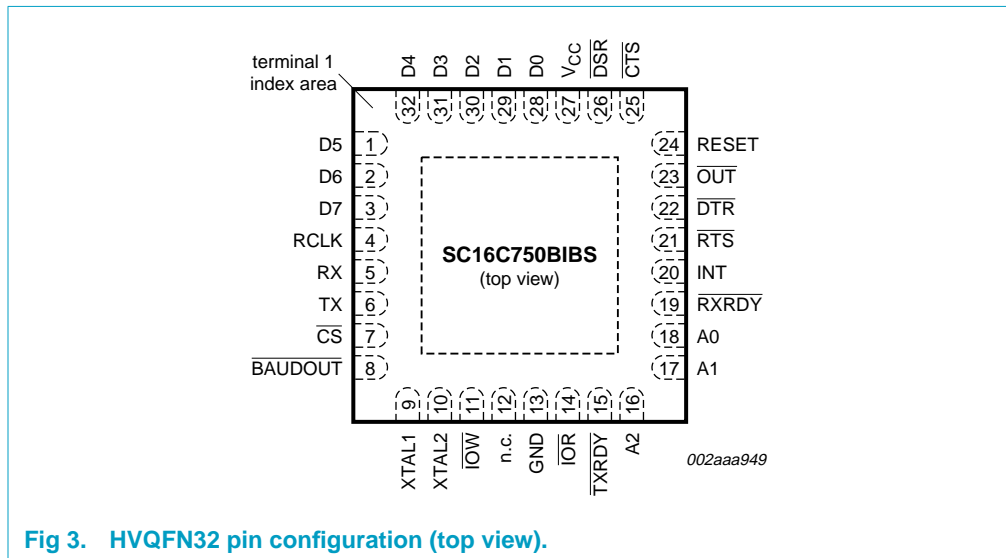 terminal 1
index area
D4
D3
D2
D1
D0
VCC
DSR
CTS
32
31
30
29
28
27
26
25
D5 1
D6 2
D7 3
RCLK 4
RX 5
TX 6
CS 7
BAUDOUT 8
SC16C750BIBS
(top view)
24 RESET
23 OUT
22 DTR
21 RTS
20 INT
19 RXRDY
18 A0
17 A1
9
10
11
12
13
14
15
16
XTAL1
XTAL2
IOW
n.c.
GND
IOR
TXRDY
A2
002aaa949
Fig 3. HVQFN32 pin configuration (top view).